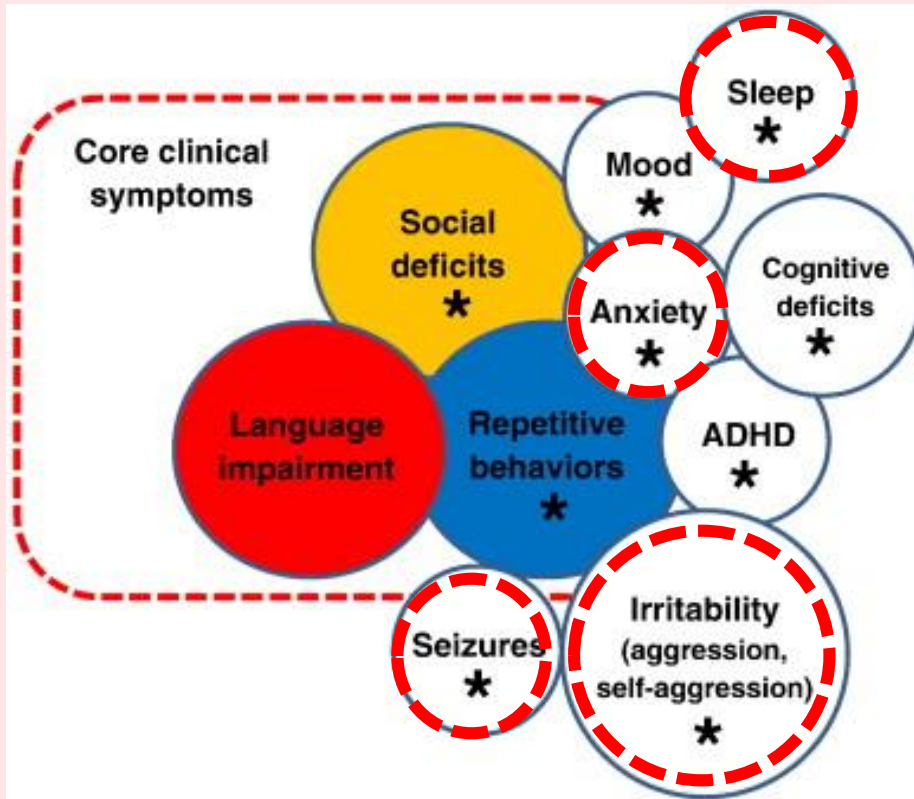 Core clinical
symptoms
Sleep
*
Mood
*
Social
deficits
*
Anxiety
*
Cognitive
deficits
*
Language
impairment
Repetitive
behaviors
*
ADHD
*
Seizures
*
Irritability
(aggression,
self-aggression)
*